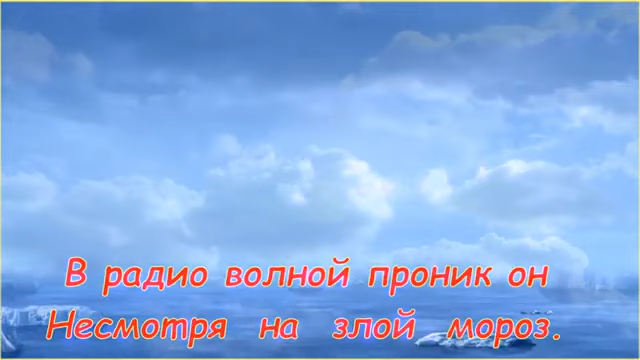 В радио волной проник он
Несмотря на злой мороз.